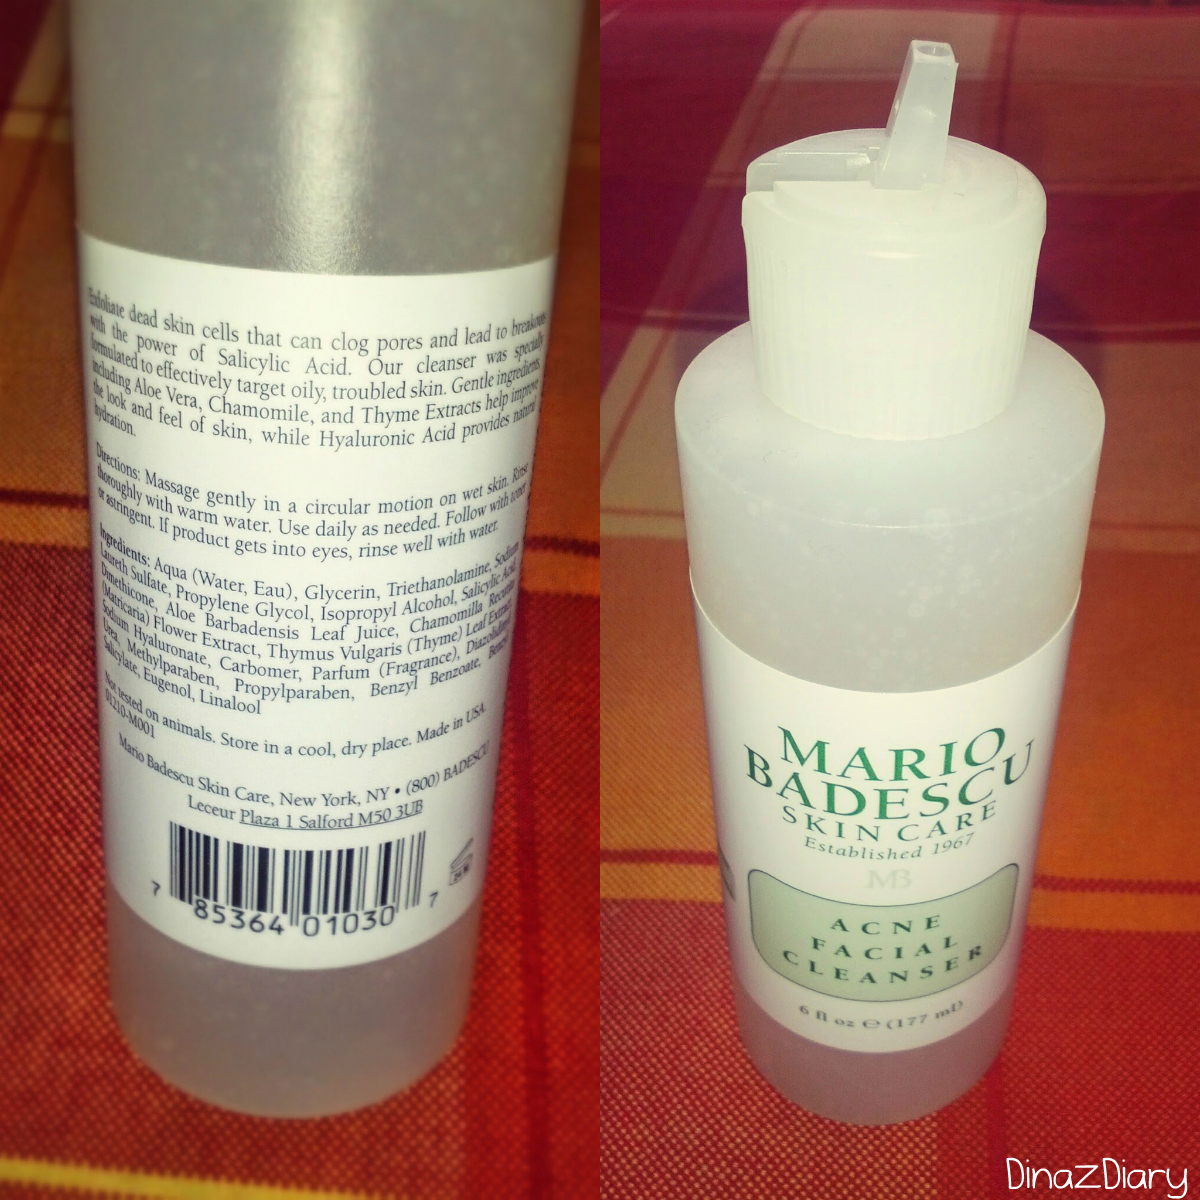 Exfoliate dead skin cells that can clog pores and lead to breakouts
with the power of Salicylic Acid. Our cleanser was specially
formulated to effectively target oily, troubled skin. Gentle ingredients,
including Aloe Vera, Chamomile, and Thyme Extracts help improve
the look and feel of skin, while Hyaluronic Acid provides natural
hydration.
Directions: Massage gently in a circular motion on wet skin. Rinse
thoroughly with warm water. Use daily as needed. Follow with toner
or astringent. If product gets into eyes, rinse well with water.
Ingredients: Aqua (Water, Eau), Glycerin, Triethanolamine, Sodium
Laureth Sulfate, Propylene Glycol, Isopropyl Alcohol, Salicylic Acid,
Dimethicone, Aloe Barbadensis Leaf Juice, Chamomilla Recutita
(Matricaria) Flower Extract, Thymus Vulgaris (Thyme) Leaf Extract,
Sodium Hyaluronate, Carbomer, Parfum (Fragrance), Diazolidinyl
Urea, Methylparaben, Propylparaben, Benzyl Benzoate, Benzyl
Salicylate, Eugenol, Linalool
Not tested on animals. Store in a cool, dry place. Made in USA.
01210-M001
Mario Badescu Skin Care, New York, NY • (800) BADESCU
Leceur Plaza 1 Salford M50 3UB
7 85364 01030 7
MARIO
BADESCU
SKIN CARE
Established 1967
MB
ACNE
FACIAL
CLEANSER
6 fl oz e (177 ml)
DinazDiary